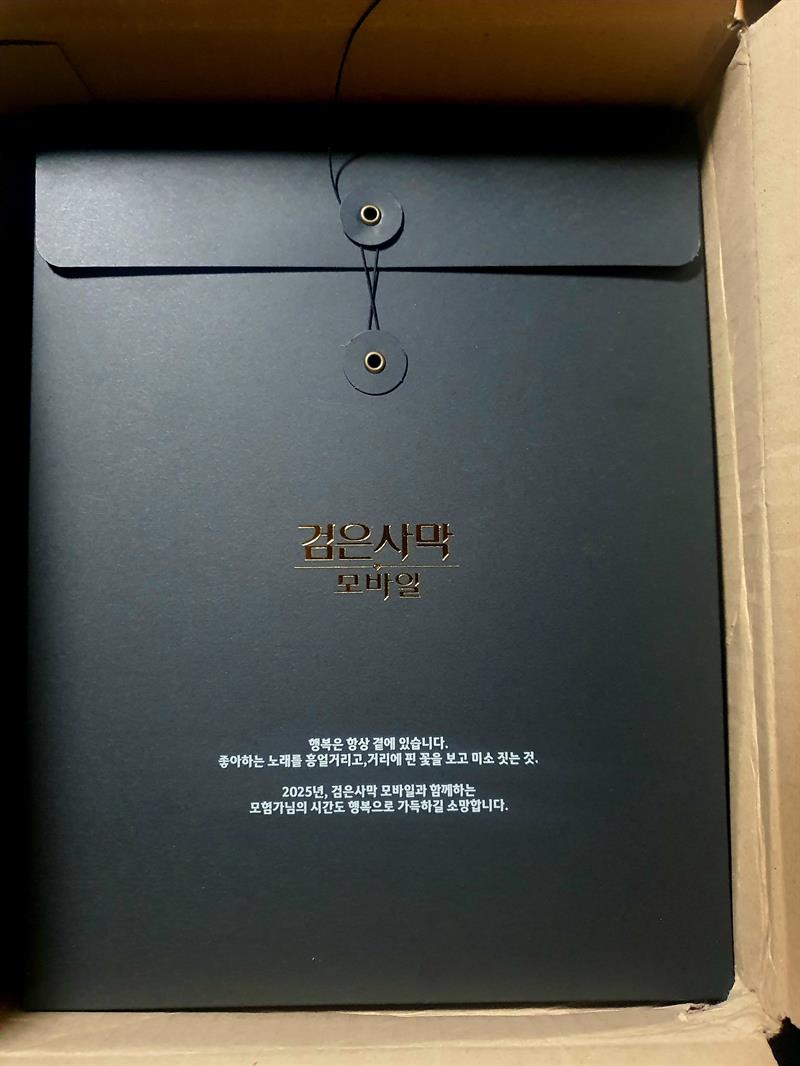 검은사막
모바일
행복은 항상 곁에 있습니다.
좋아하는 노래를 흥얼거리고,거리에 핀 꽃을 보고 미소 짓는 것.
2025년, 검은사막 모바일과 함께하는
모험가님의 시간도 행복으로 가득하길 소망합니다.